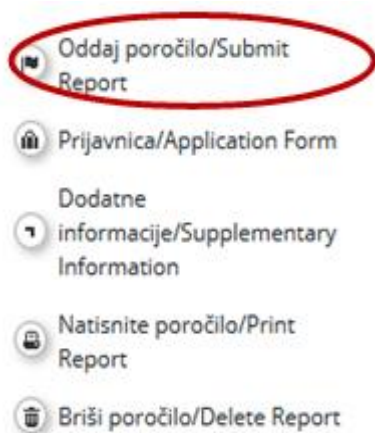 Oddaj poročilo/Submit
Report
Prijavnica/Application Form
Dodatne
informacije/Supplementary
Information
Natisnite poročilo/Print
Report
Briši poročilo/Delete Report